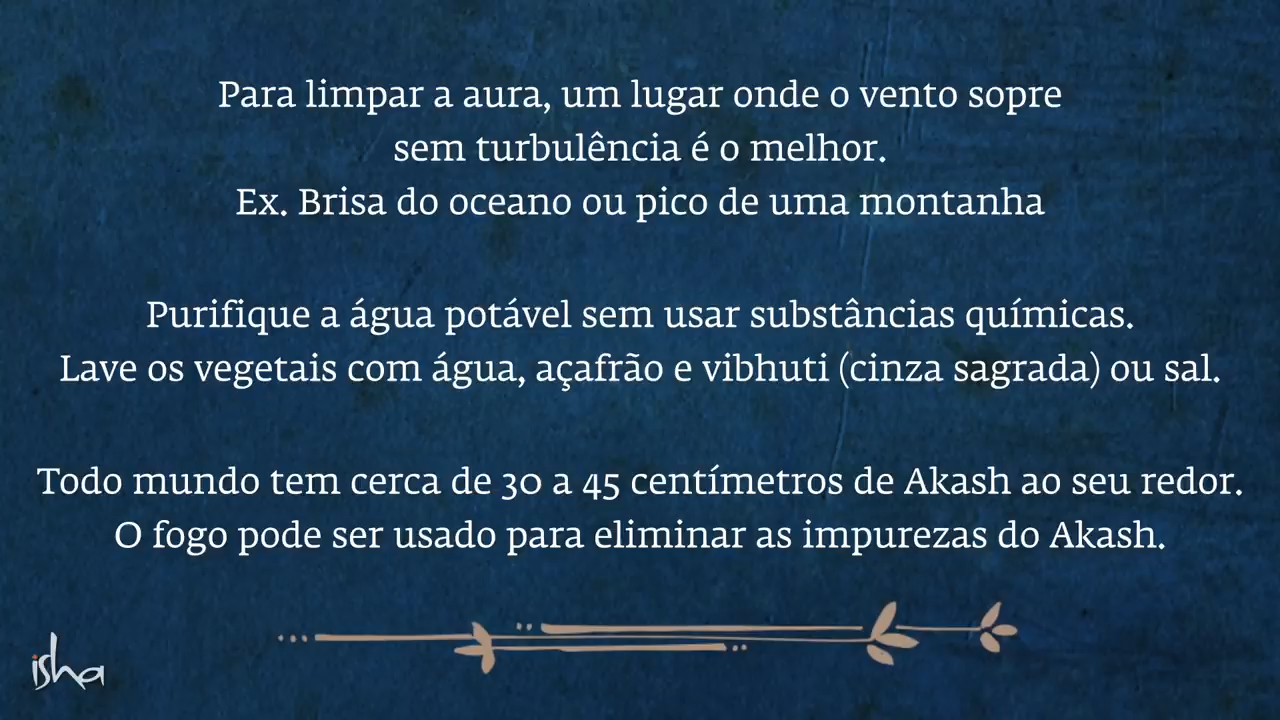 Para limpar a aura, um lugar onde o vento sopre
sem turbulência é o melhor.
Ex. Brisa do oceano ou pico de uma montanha
Purifique a água potável sem usar substâncias químicas.
Lave os vegetais com água, açafrão e vibhuti (cinza sagrada) ou sal.
Todo mundo tem cerca de 30 a 45 centímetros de Akash ao seu redor.
O fogo pode ser usado para eliminar as impurezas do Akash.
isha